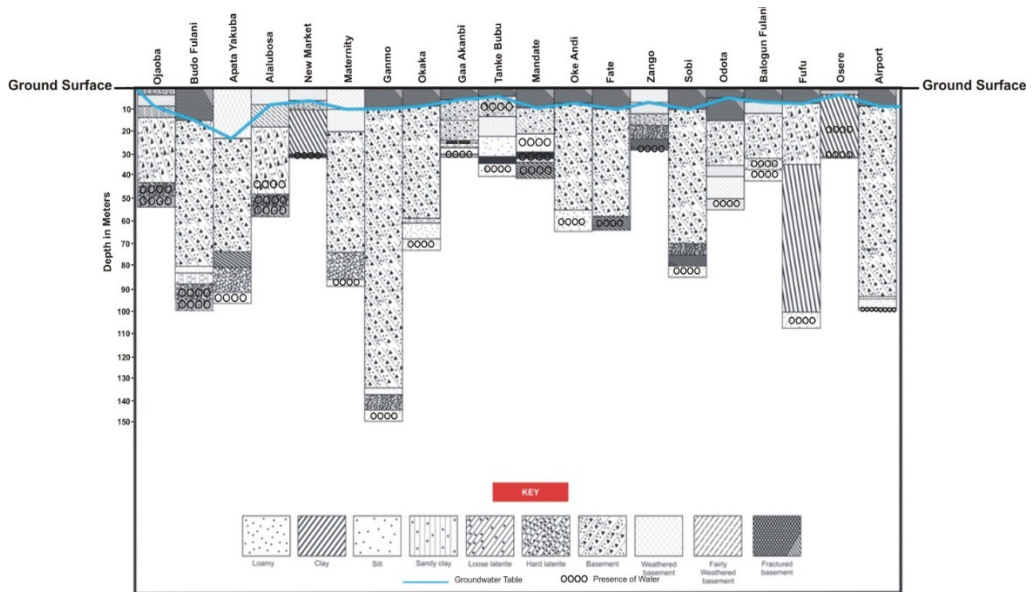 Ojaoba
Budo Fulani
Apata Yakuba
Alalubosa
New Market
Maternity
Ganmo
Okaka
Gaa Akanbi
Tanke Bubu
Mandate
Oke Andi
Fate
Zango
Sobi
Odota
Balogun Fulani
Fufu
Osere
Airport
Ground Surface
Ground Surface
Depth in Meters
10
20
30
40
50
60
70
80
90
100
110
120
130
140
150
KEY
Loamy
Clay
Silt
Sandy clay
Loose laterite
Hard laterite
Basement
Weathered
basement
Fairly
Weathered
basement
Fractured
basement
Groundwater Table
Presence of Water